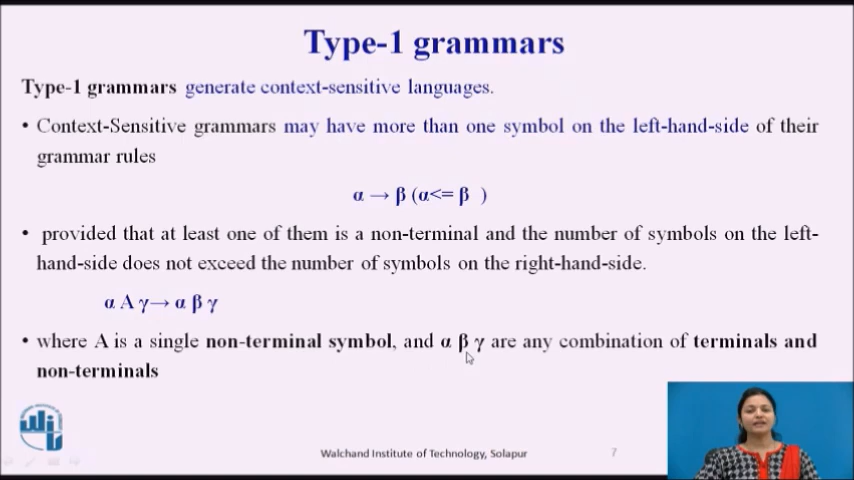 Type-1 grammars
Type-1 grammars generate context-sensitive languages.
• Context-Sensitive grammars may have more than one symbol on the left-hand-side of their
grammar rules
α → β (α<= β )
• provided that at least one of them is a non-terminal and the number of symbols on the left-
hand-side does not exceed the number of symbols on the right-hand-side.
α A γ→ α β γ
• where A is a single non-terminal symbol, and α β γ are any combination of terminals and
non-terminals
Walchand Institute of Technology, Solapur
7